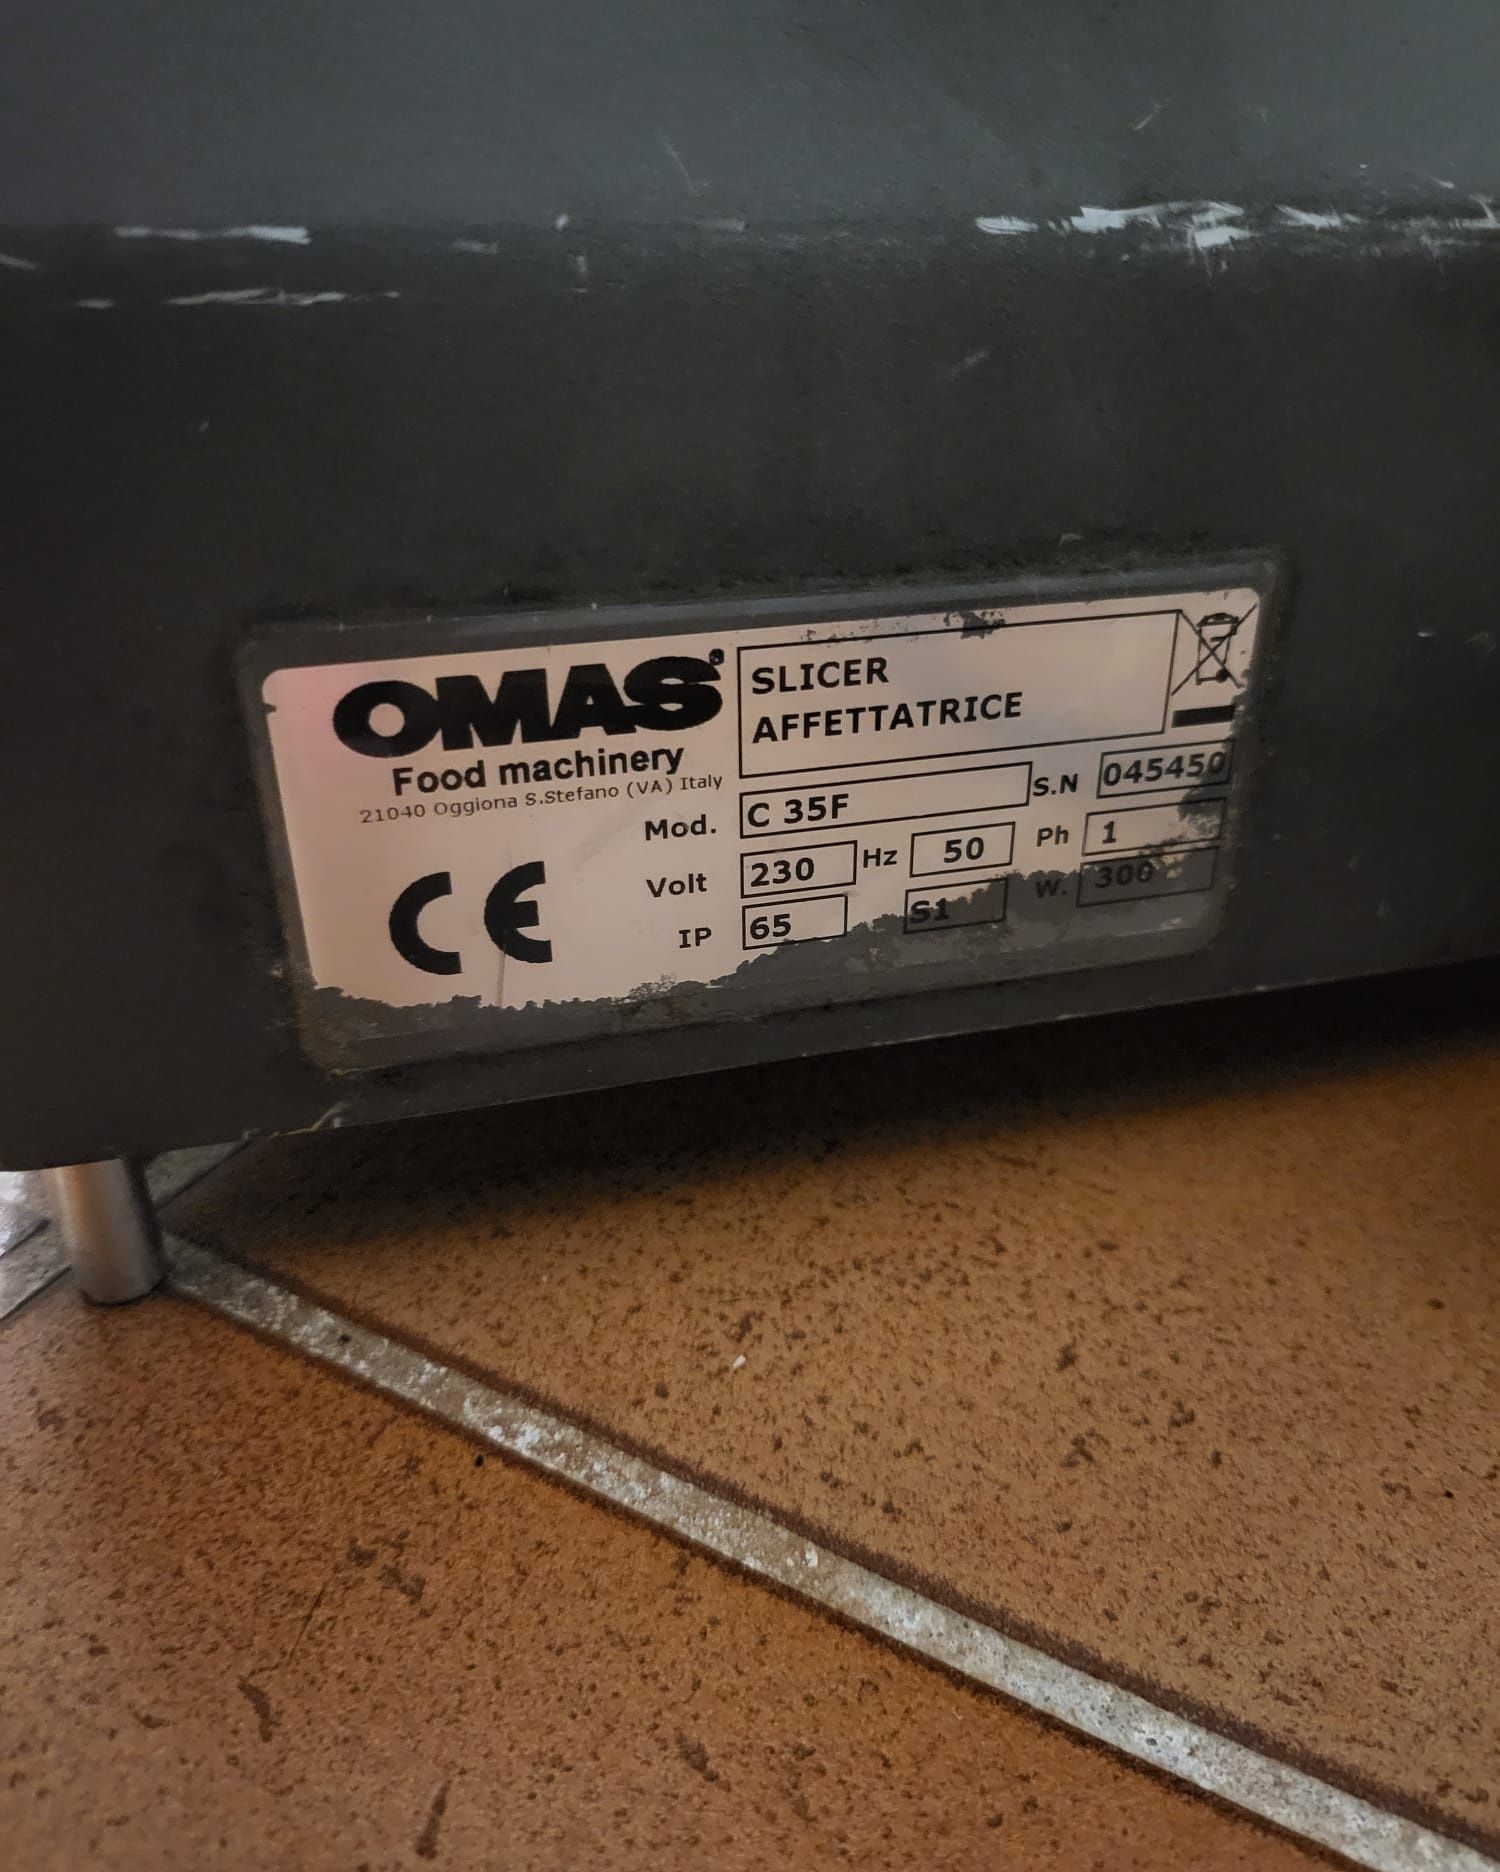 OMAS
Food machinery
21040 Oggiona S.Stefano (VA) Italy
SLICER
AFFETTATRICE
Mod. C 35F S.N 045450
Volt 230 Hz 50 Ph 1
IP 65 S1 W. 300
CE